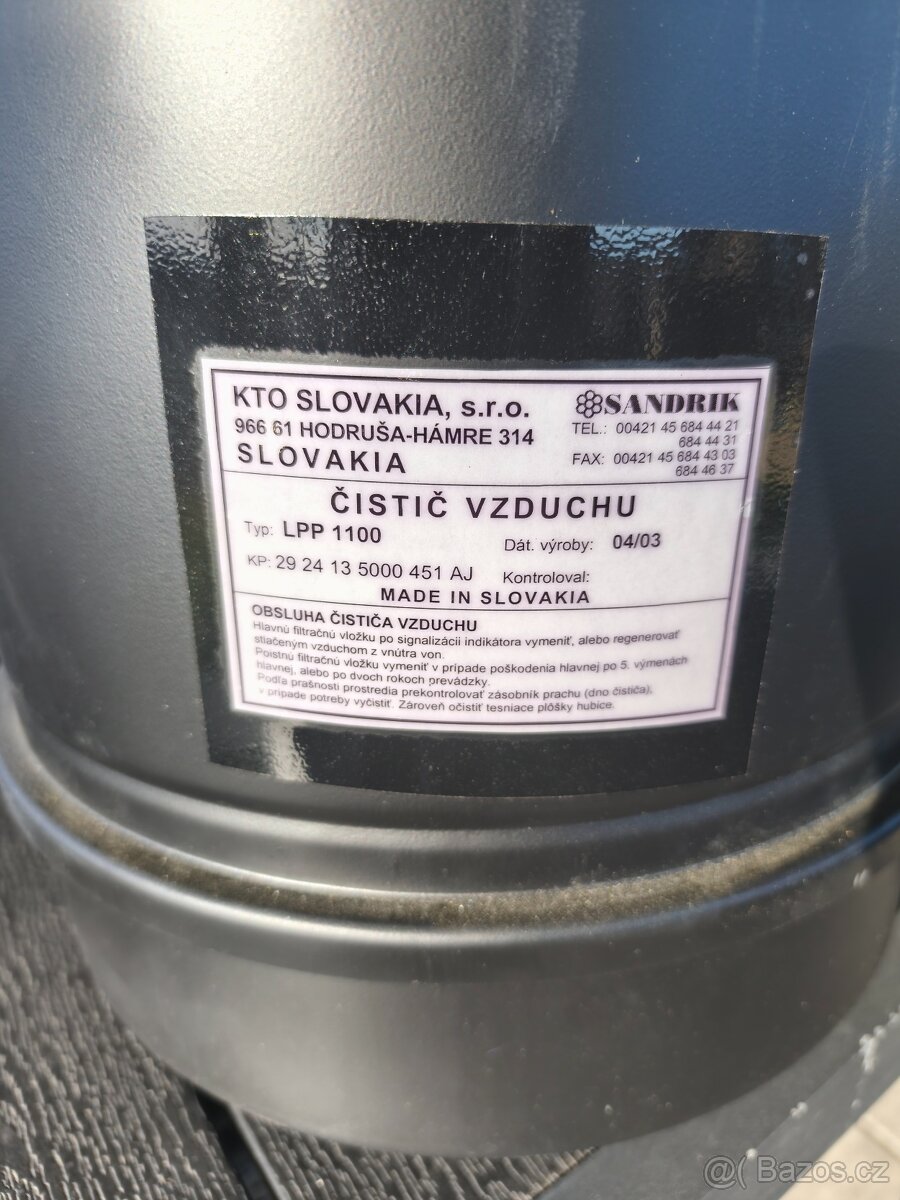 KTO SLOVAKIA, s.r.o.
966 61 HODRUŠA-HÁMRE 314
SLOVAKIA
SANDRIK
TEL.: 00421 45 684 44 21
684 44 31
FAX: 00421 45 684 43 03
684 46 37
ČISTIČ VZDUCHU
Typ: LPP 1100
Dát. výroby: 04/03
KP: 29 24 13 5000 451 AJ
Kontroloval:
MADE IN SLOVAKIA
OBSLUHA ČISTIČA VZDUCHU
Hlavnú filtračnú vložku po signalizácii indikátora vymeniť, alebo regenerovať
stlačeným vzduchom z vnútra von.
Poistnú filtračnú vložku vymeniť v prípade poškodenia hlavnej po 5. výmenách
hlavnej, alebo po dvoch rokoch prevádzky.
Podľa prašnosti prostredia prekontrolovať zásobník prachu (dno čističa),
v prípade potreby vyčistiť. Zároveň očistiť tesniace plôšky hubice.
@( Bazos.cz